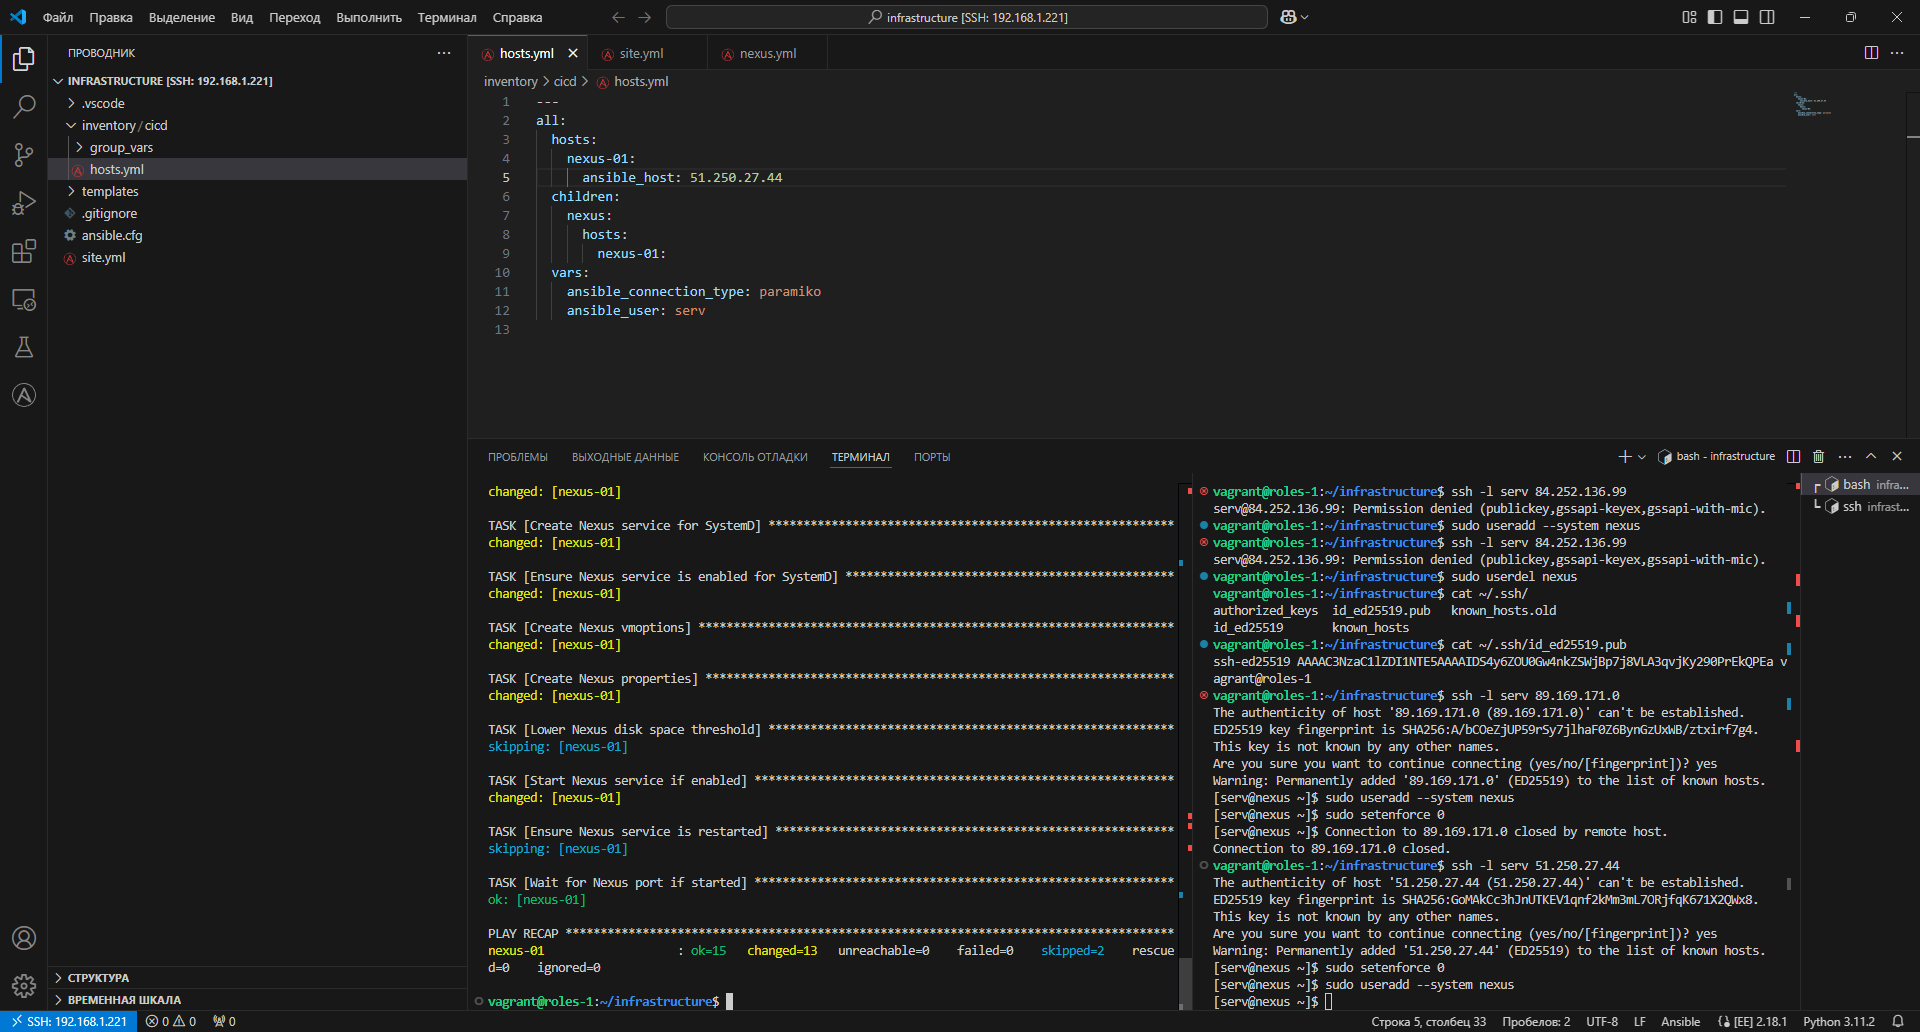 Файл Правка Выделение Вид Переход Выполнить Терминал Справка
infrastructure [SSH: 192.168.1.221]
ПРОВОДНИК
INFRASTRUCTURE [SSH: 192.168.1.221]
.vscode
inventory / cicd
group_vars
hosts.yml
templates
.gitignore
ansible.cfg
site.yml
СТРУКТУРА
ВРЕМЕННАЯ ШКАЛА
hosts.yml site.yml nexus.yml
inventory > cicd > hosts.yml
1 ---
2 all:
3 hosts:
4 nexus-01:
5 ansible_host: 51.250.27.44
6 children:
7 nexus:
8 hosts:
9 nexus-01:
10 vars:
11 ansible_connection_type: paramiko
12 ansible_user: serv
13
ПРОБЛЕМЫ ВЫХОДНЫЕ ДАННЫЕ КОНСОЛЬ ОТЛАДКИ ТЕРМИНАЛ ПОРТЫ
bash - infrastructure
changed: [nexus-01]
TASK [Create Nexus service for SystemD] **********************************************************
changed: [nexus-01]
TASK [Ensure Nexus service is enabled for SystemD] ***********************************************
changed: [nexus-01]
TASK [Create Nexus vmoptions] ********************************************************************
changed: [nexus-01]
TASK [Create Nexus properties] *******************************************************************
changed: [nexus-01]
TASK [Lower Nexus disk space threshold] **********************************************************
skipping: [nexus-01]
TASK [Start Nexus service if enabled] ************************************************************
changed: [nexus-01]
TASK [Ensure Nexus service is restarted] *********************************************************
skipping: [nexus-01]
TASK [Wait for Nexus port if started] ************************************************************
ok: [nexus-01]
PLAY RECAP ***************************************************************************************
nexus-01 : ok=15 changed=13 unreachable=0 failed=0 skipped=2 rescue
d=0 ignored=0
vagrant@roles-1:~/infrastructure$
vagrant@roles-1:~/infrastructure$ ssh -l serv 84.252.136.99
serv@84.252.136.99: Permission denied (publickey,gssapi-keyex,gssapi-with-mic).
vagrant@roles-1:~/infrastructure$ sudo useradd --system nexus
vagrant@roles-1:~/infrastructure$ ssh -l serv 84.252.136.99
serv@84.252.136.99: Permission denied (publickey,gssapi-keyex,gssapi-with-mic).
vagrant@roles-1:~/infrastructure$ sudo userdel nexus
vagrant@roles-1:~/infrastructure$ cat ~/.ssh/
authorized_keys id_ed25519.pub known_hosts.old
id_ed25519 known_hosts
vagrant@roles-1:~/infrastructure$ cat ~/.ssh/id_ed25519.pub
ssh-ed25519 AAAAC3NzaC1lZDI1NTE5AAAAIDS4y6ZOU0Gw4nkZSWjBp7j8VLA3qvjKy290PrEkQPEa v
agrant@roles-1
vagrant@roles-1:~/infrastructure$ ssh -l serv 89.169.171.0
The authenticity of host '89.169.171.0 (89.169.171.0)' can't be established.
ED25519 key fingerprint is SHA256:A/bCOeZjUP59rSy7jlhaF0Z6BynGzUxWB/ztxirf7g4.
This key is not known by any other names.
Are you sure you want to continue connecting (yes/no/[fingerprint])? yes
Warning: Permanently added '89.169.171.0' (ED25519) to the list of known hosts.
[serv@nexus ~]$ sudo useradd --system nexus
[serv@nexus ~]$ sudo setenforce 0
[serv@nexus ~]$ Connection to 89.169.171.0 closed by remote host.
Connection to 89.169.171.0 closed.
vagrant@roles-1:~/infrastructure$ ssh -l serv 51.250.27.44
The authenticity of host '51.250.27.44 (51.250.27.44)' can't be established.
ED25519 key fingerprint is SHA256:GoMAkCc3hJnUTKEV1qnf2kMm3mL7ORjfqK671X2QWx8.
This key is not known by any other names.
Are you sure you want to continue connecting (yes/no/[fingerprint])? yes
Warning: Permanently added '51.250.27.44' (ED25519) to the list of known hosts.
[serv@nexus ~]$ sudo setenforce 0
[serv@nexus ~]$ sudo useradd --system nexus
[serv@nexus ~]$
bash infra...
ssh infrast...
SSH: 192.168.1.221 0 0 0
Строка 5, столбец 33 Пробелов: 2 UTF-8 LF Ansible [EE] 2.18.1 Python 3.11.2